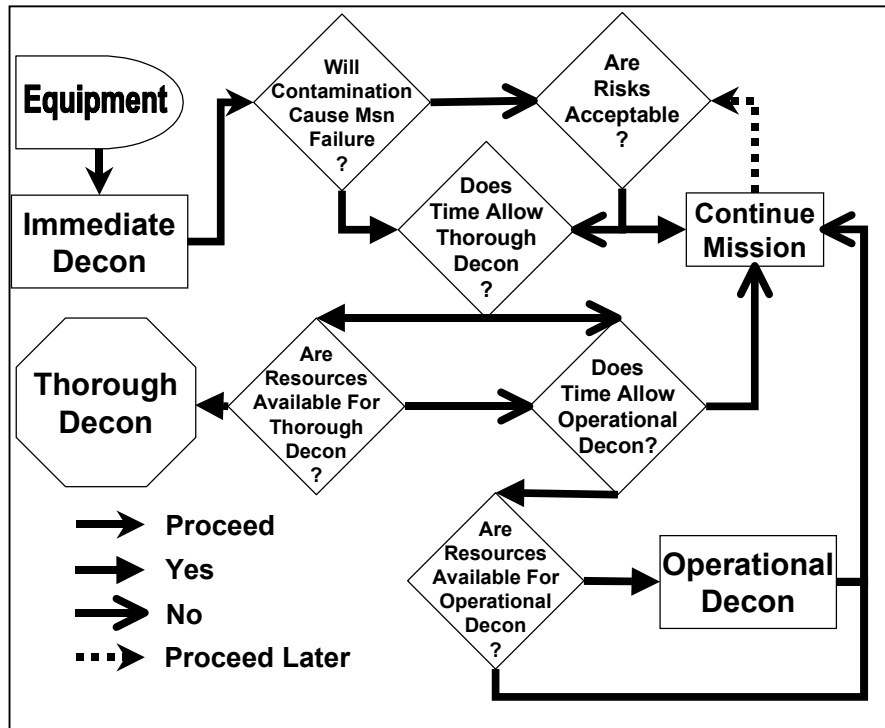 Equipment
Immediate
Decon
Will
Contamination
Cause Msn
Failure
?
Are
Risks
Acceptable
?
Does
Time Allow
Thorough
Decon
?
Continue
Mission
Thorough
Decon
Are
Resources
Available For
Thorough
Decon
?
Does
Time Allow
Operational
Decon?
Are
Resources
Available For
Operational
Decon
?
Operational
Decon
Proceed
Yes
No
Proceed Later